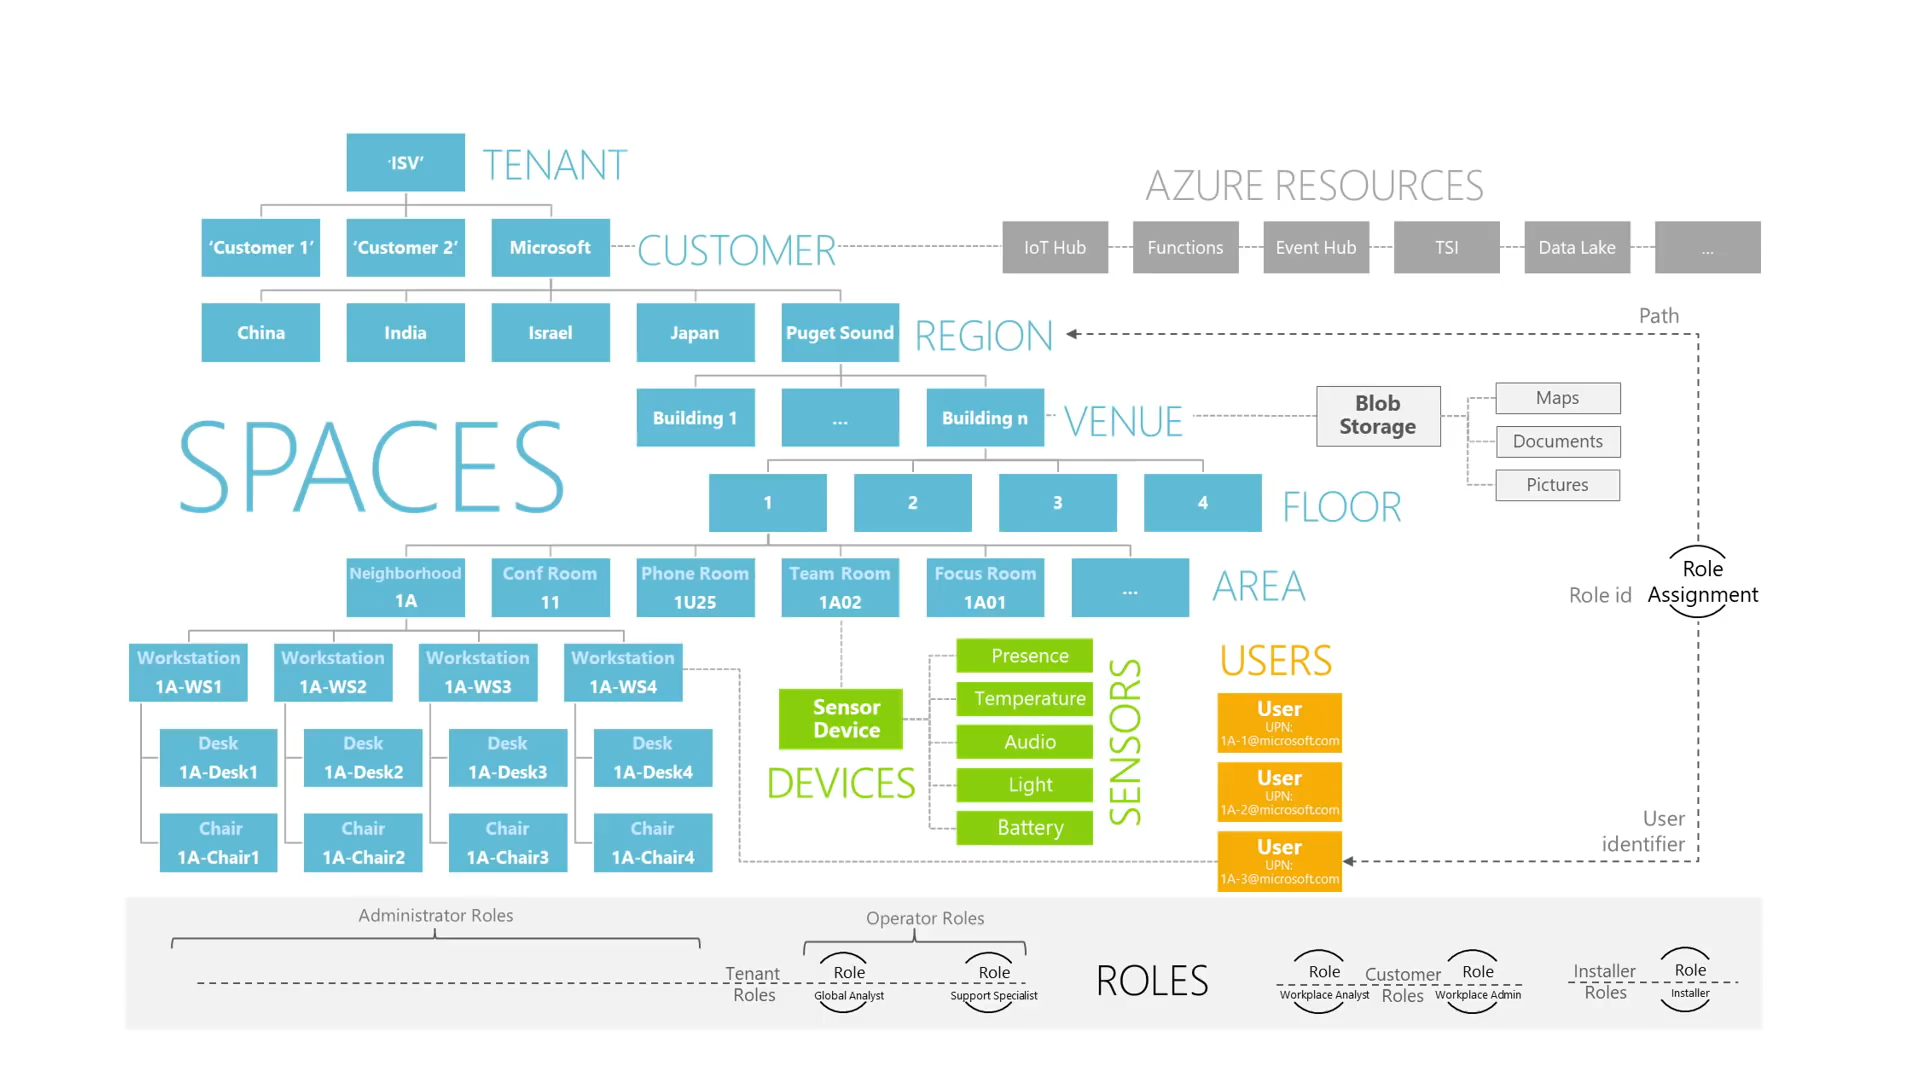 ‘ISV’
TENANT
AZURE RESOURCES
‘Customer 1’
‘Customer 2’
Microsoft
CUSTOMER
IoT Hub
Functions
Event Hub
TSI
Data Lake
...
China
India
Israel
Japan
Puget Sound
REGION
Path
Building 1
...
Building n
VENUE
Blob
Storage
Maps
Documents
Pictures
SPACES
1
2
3
4
FLOOR
Neighborhood
1A
Conf Room
11
Phone Room
1U25
Team Room
1A02
Focus Room
1A01
...
AREA
Role id
Role
Assignment
Workstation
1A-WS1
Workstation
1A-WS2
Workstation
1A-WS3
Workstation
1A-WS4
Desk
1A-Desk1
Desk
1A-Desk2
Desk
1A-Desk3
Desk
1A-Desk4
Chair
1A-Chair1
Chair
1A-Chair2
Chair
1A-Chair3
Chair
1A-Chair4
Sensor
Device
DEVICES
Presence
Temperature
Audio
Light
Battery
SENSORS
USERS
User
UPN:
1A-1@microsoft.com
User
UPN:
1A-2@microsoft.com
User
UPN:
1A-3@microsoft.com
User
identifier
Administrator Roles
Operator Roles
Tenant
Roles
Role
Global Analyst
Role
Support Specialist
ROLES
Role
Workplace Analyst
Customer
Roles
Role
Workplace Admin
Installer
Roles
Role
Installer